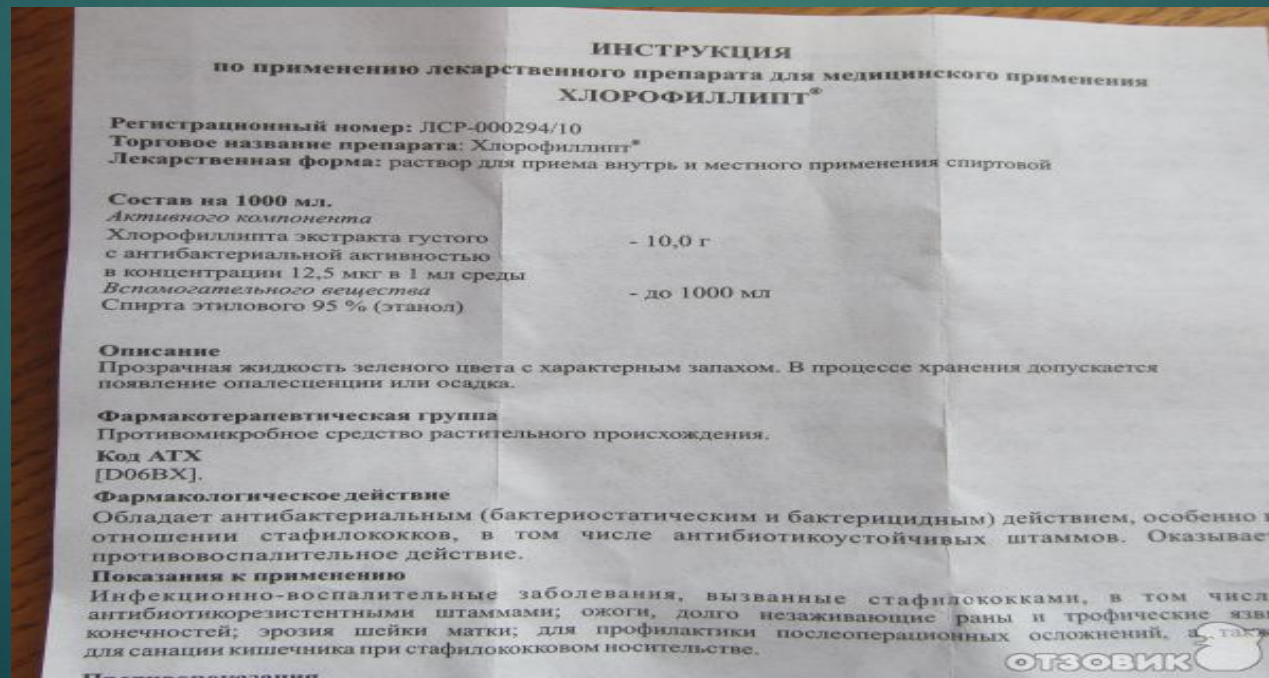 ИНСТРУКЦИЯ
по применению лекарственного препарата для медицинского применения
ХЛОРОФИЛЛИПТ®
Регистрационный номер: ЛСР-000294/10
Торговое название препарата: Хлорофиллипт®
Лекарственная форма: раствор для приема внутрь и местного применения спиртовой
Состав на 1000 мл.
Активного компонента
Хлорофиллипта экстракта густого - 10,0 г
с антибактериальной активностью
в концентрации 12,5 мкг в 1 мл среды
Вспомогательного вещества - до 1000 мл
Спирта этилового 95 % (этанол)
Описание
Прозрачная жидкость зеленого цвета с характерным запахом. В процессе хранения допускается
появление опалесценции или осадка.
Фармакотерапевтическая группа
Противомикробное средство растительного происхождения.
Код АТХ
[D06BX].
Фармакологическое действие
Обладает антибактериальным (бактериостатическим и бактерицидным) действием, особенно
отношении стафилококков, в том числе антибиотикоустойчивых штаммов. Оказывает
противовоспалительное действие.
Показания к применению
Инфекционно-воспалительные заболевания, вызванные стафилококками, в том числе
антибиотикорезистентными штаммами; ожоги, долго незаживающие раны и трофические язвы
конечностей; эрозия шейки матки; для профилактики послеоперационных осложнений, а также
для санации кишечника при стафилококковом носительстве.
Противопоказания
ОТЗОВИК